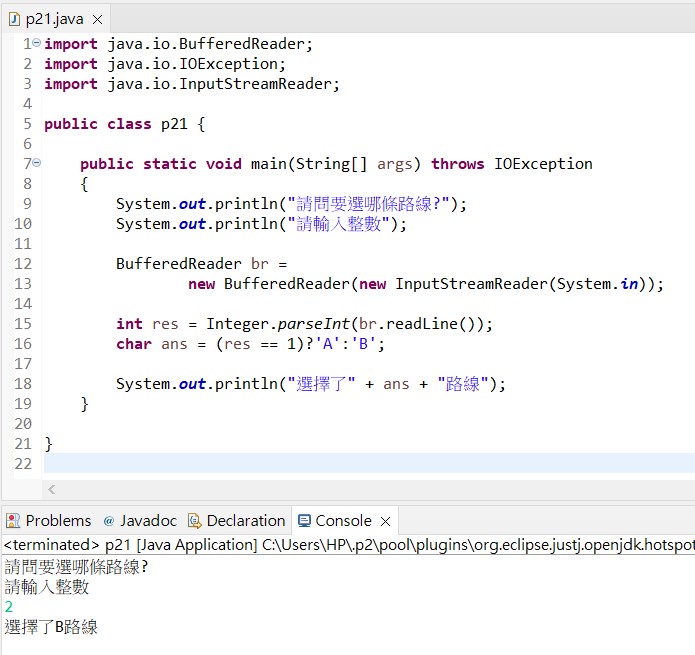 p21.java
1 import java.io.BufferedReader;
2 import java.io.IOException;
3 import java.io.InputStreamReader;
4
5 public class p21 {
6
7     public static void main(String[] args) throws IOException
8     {
9         System.out.println("請問要選哪條路線?");
10         System.out.println("請輸入整數");
11
12         BufferedReader br =
13                 new BufferedReader(new InputStreamReader(System.in));
14
15         int res = Integer.parseInt(br.readLine());
16         char ans = (res == 1)?'A':'B';
17
18         System.out.println("選擇了" + ans + "路線");
19     }
20
21 }
22
Problems @ Javadoc Declaration Console
<terminated> p21 [Java Application] C:\Users\HP\.p2\pool\plugins\org.eclipse.justj.openjdk.hotspot
請問要選哪條路線?
請輸入整數
2
選擇了B路線